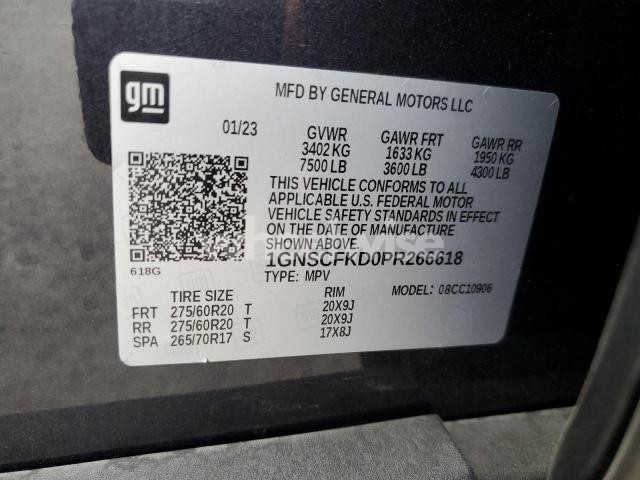 gm
MFD BY GENERAL MOTORS LLC
01/23 GVWR GAWR FRT GAWR RR
3402 KG 1633 KG 1950 KG
7500 LB 3600 LB 4300 LB
THIS VEHICLE CONFORMS TO ALL
APPLICABLE U.S. FEDERAL MOTOR
VEHICLE SAFETY STANDARDS IN EFFECT
ON THE DATE OF MANUFACTURE
SHOWN ABOVE.
618G 1GNSCFKD0PR266618
TYPE: MPV MODEL: 08CC10906
TIRE SIZE RIM
FRT 275/60R20 T 20X9J
RR 275/60R20 T 20X9J
SPA 265/70R17 S 17X8J